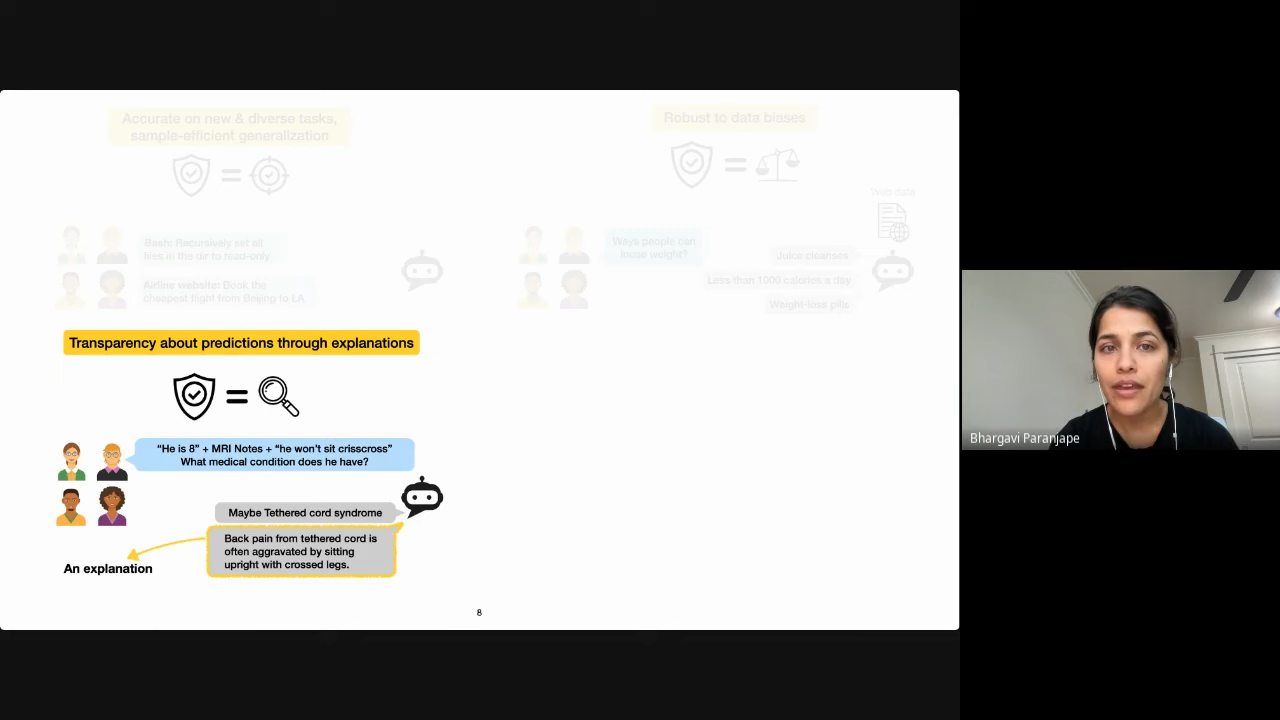 Accurate on new & diverse tasks,
sample-efficient generalization
Bash: Recursively set all
files in the dir to read-only
Airline website: Book the
cheapest flight from Beijing to LA
Robust to data biases
Web data
Ways people can
loose weight?
Juice cleanses
Less than 1000 calories a day
Weight-loss pills
Transparency about predictions through explanations
"He is 8" + MRI Notes + "he won't sit crisscross"
What medical condition does he have?
Maybe Tethered cord syndrome
Back pain from tethered cord is
often aggravated by sitting
upright with crossed legs.
An explanation
8
Bhargavi Paranjape